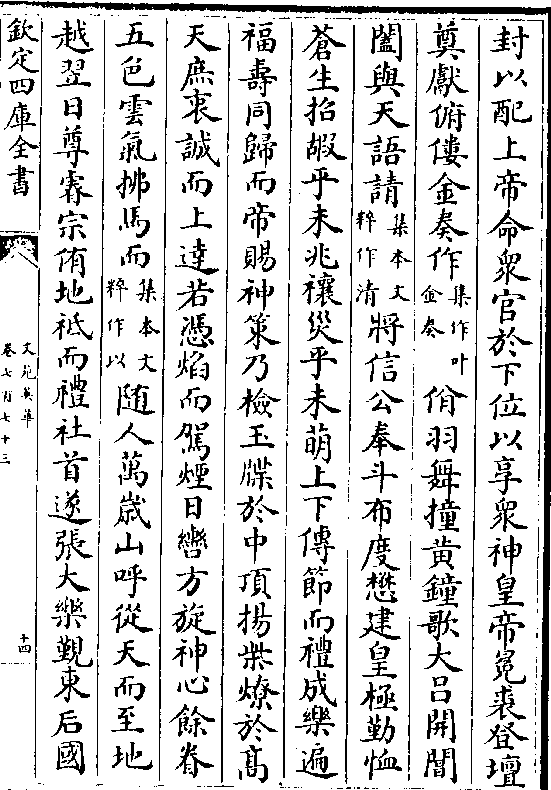 封以配上帝命衆官於下位以享衆神皇帝冕裘登壇
奠獻俯僂金奏作集作叶金奏佾羽舞撞黄鐘歌大吕開閶
闔與天語請集本文粹作清將信公奉斗布度懋建皇極勤恤
蒼生招嘏乎未兆禳災乎未萌上下傳節而禮成樂遍
福壽同歸而帝賜神策乃檢玉牒於中頂揚柴燎於髙
天庶衷誠而上達若憑焰而駕煙日轡方旋神心餘眷
五色雲氣拂馬而集本文粹作以隨人萬嵗山呼從天而至地
越翌日尊睿宗侑地祗而禮社首遂張大樂覲東后國
欽定四庫全書
文苑英華
卷七百七十三
十四